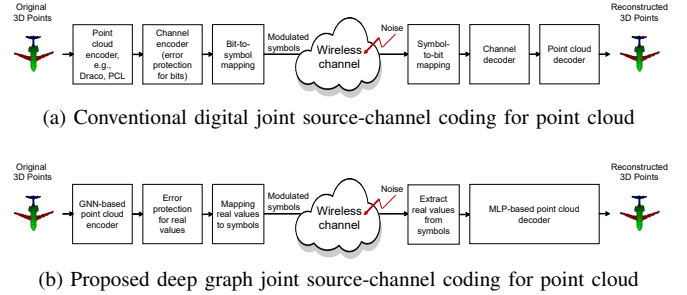 Original
3D Points
Reconstructed
3D Points
Point
cloud
encoder,
e.g.,
Draco, PCL
Channel
encoder
(error
protection
for bits)
Bit-to-
symbol
mapping
Modulated
symbols
Wireless
channel
Noise
Symbol-
to-bit
mapping
Channel
decoder
Point cloud
decoder
(a) Conventional digital joint source-channel coding for point cloud
Original
3D Points
Reconstructed
3D Points
GNN-based
point cloud
encoder
Error
protection
for real
values
Mapping
real values
to symbols
Modulated
symbols
Wireless
channel
Noise
Extract
real values
from
symbols
MLP-based point cloud
decoder
(b) Proposed deep graph joint source-channel coding for point cloud